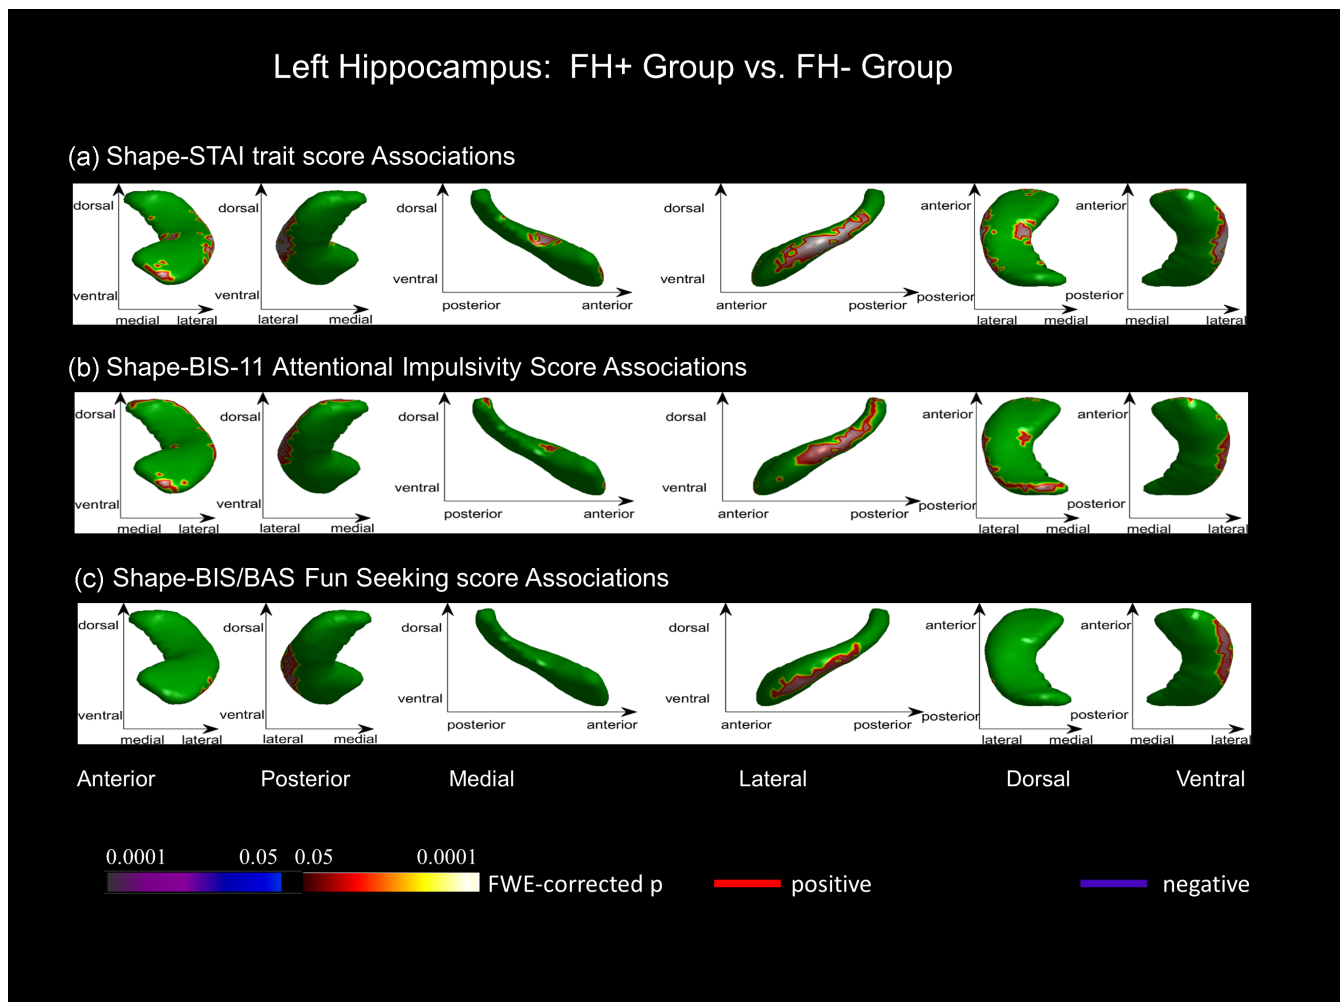 Left Hippocampus: FH+ Group vs. FH- Group
(a) Shape-STAI trait score Associations
dorsal dorsal dorsal dorsal anterior anterior
ventral ventral ventral ventral posterior posterior
medial lateral lateral medial posterior anterior anterior posterior lateral medial medial lateral
(b) Shape-BIS-11 Attentional Impulsivity Score Associations
dorsal dorsal dorsal dorsal anterior anterior
ventral ventral ventral ventral posterior posterior
medial lateral lateral medial posterior anterior anterior posterior lateral medial medial lateral
(c) Shape-BIS/BAS Fun Seeking score Associations
dorsal dorsal dorsal dorsal anterior anterior
ventral ventral ventral ventral posterior posterior
medial lateral lateral medial posterior anterior anterior posterior lateral medial medial lateral
Anterior Posterior Medial Lateral Dorsal Ventral
0.0001 0.05 0.05 0.0001
FWE-corrected p positive negative